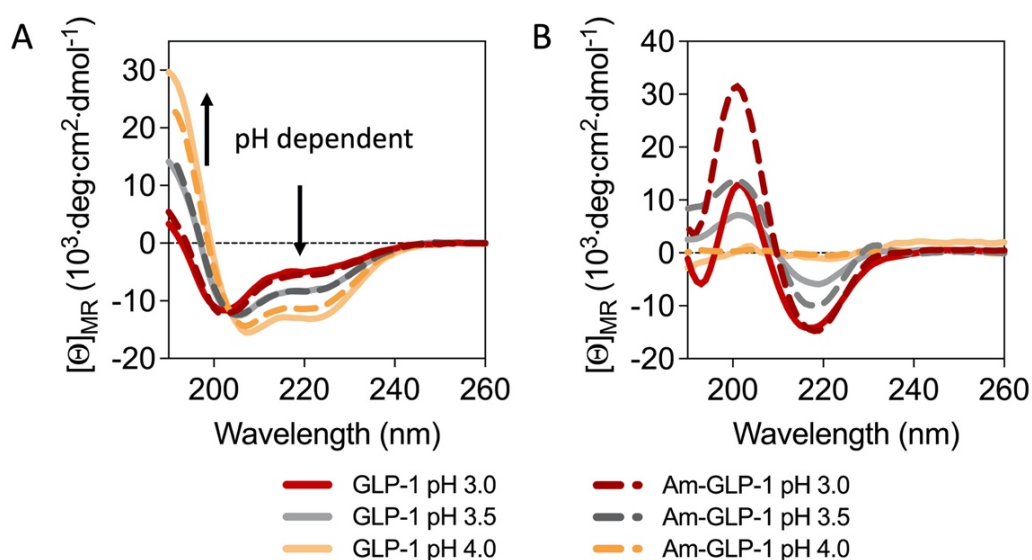 A
[Θ]MR (10³·deg·cm²·dmol⁻¹)
30
20
10
0
-10
-20
pH dependent
200
220
240
260
Wavelength (nm)
B
[Θ]MR (10³·deg·cm²·dmol⁻¹)
40
30
20
10
0
-10
-20
200
220
240
260
Wavelength (nm)
GLP-1 pH 3.0
GLP-1 pH 3.5
GLP-1 pH 4.0
Am-GLP-1 pH 3.0
Am-GLP-1 pH 3.5
Am-GLP-1 pH 4.0